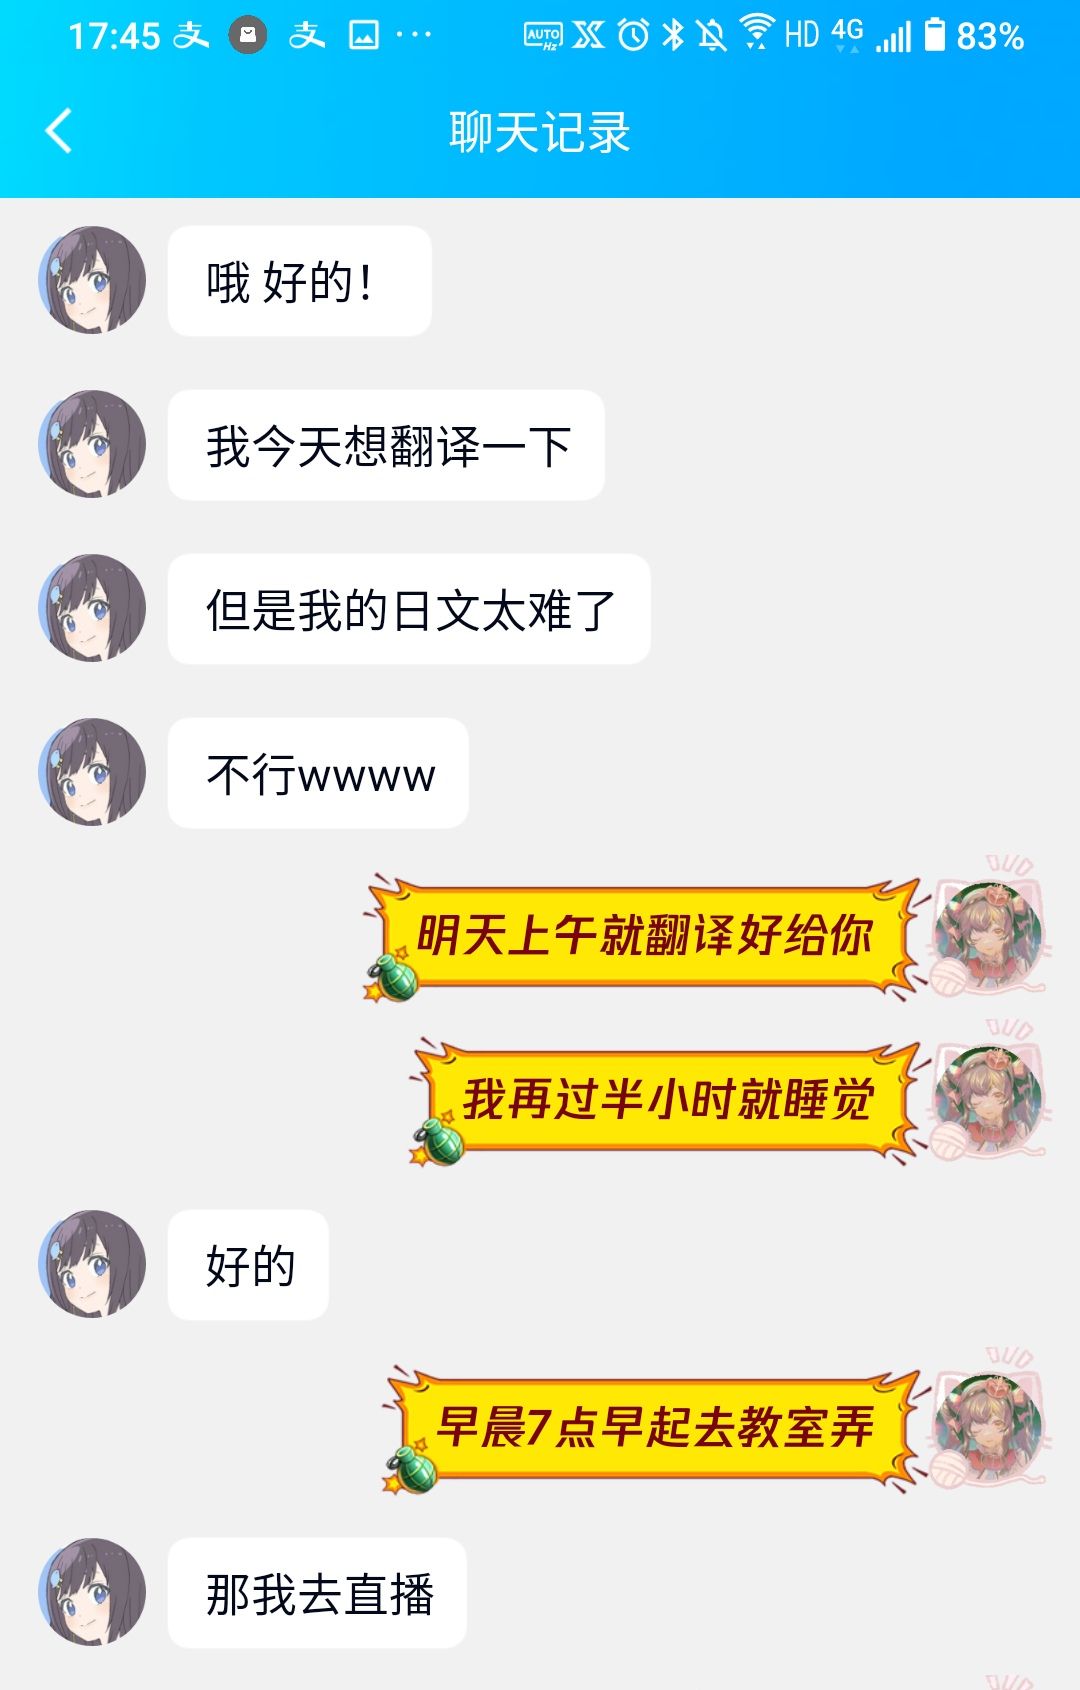 17:45 支 支 ··· AUTO Hz HD 4G 83%
聊天记录
哦 好的！
我今天想翻译一下
但是我的日文太难了
不行wwww
明天上午就翻译好给你
我再过半小时就睡觉
好的
早晨7点早起去教室弄
那我去直播